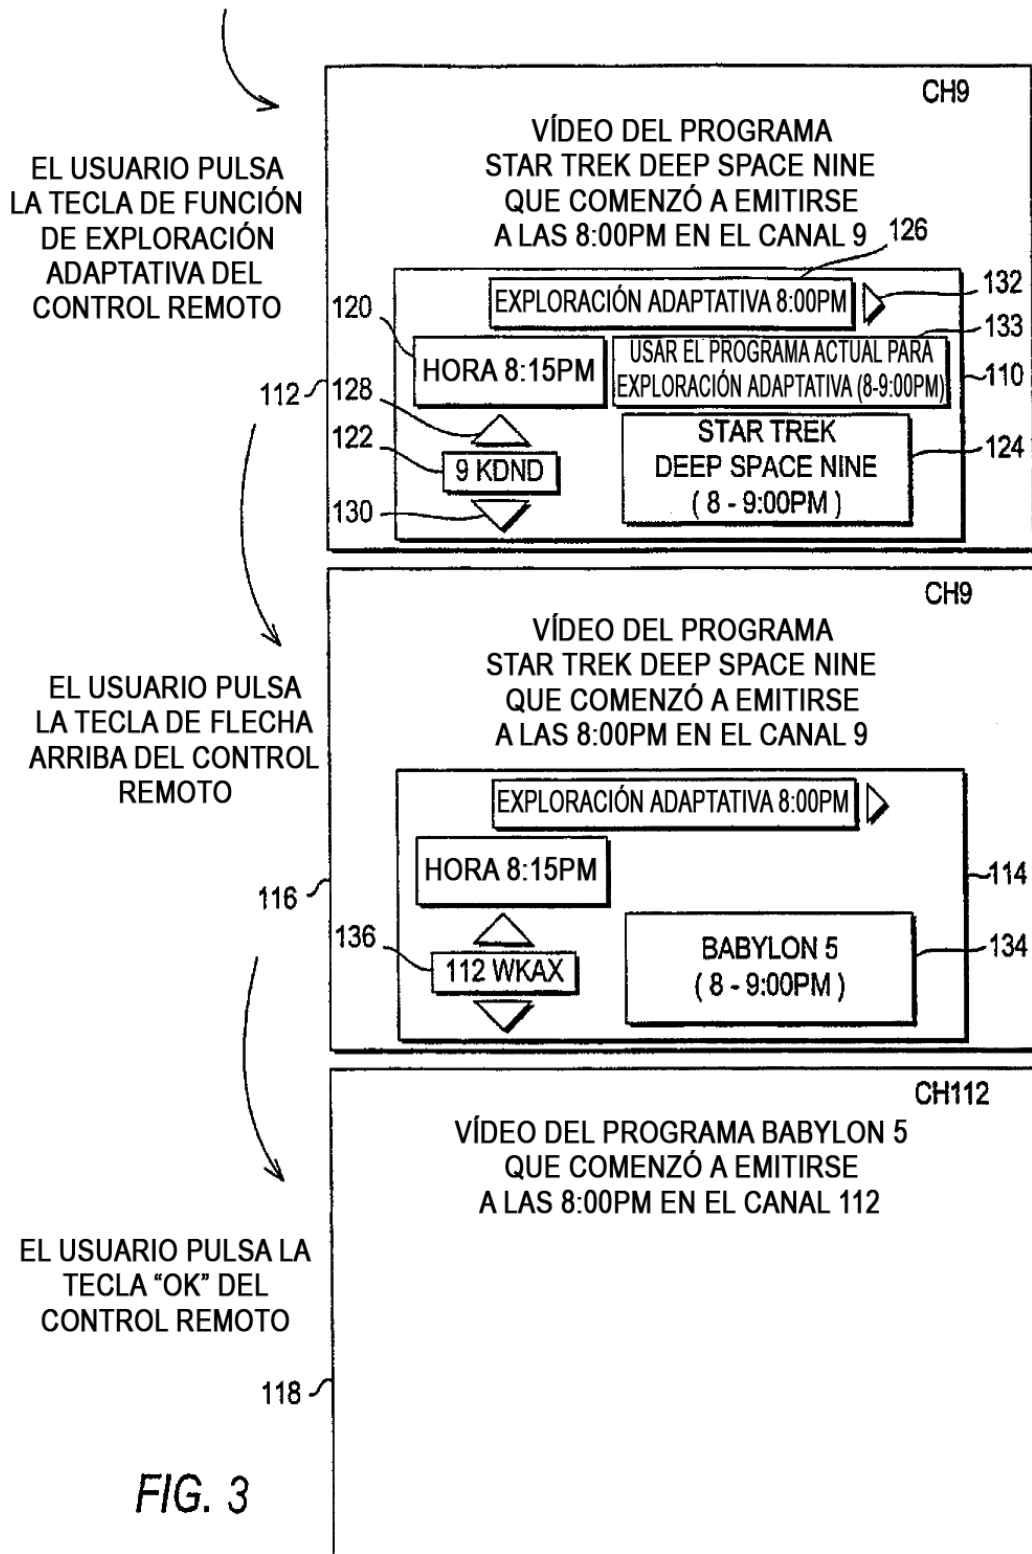 CH9
VÍDEO DEL PROGRAMA
STAR TREK DEEP SPACE NINE
QUE COMENZÓ A EMITIRSE
A LAS 8:00PM EN EL CANAL 9
EL USUARIO PULSA
LA TECLA DE FUNCIÓN
DE EXPLORACIÓN
ADAPTATIVA DEL
CONTROL REMOTO
126
EXPLORACIÓN ADAPTATIVA 8:00PM
132
120
133
HORA 8:15PM
USAR EL PROGRAMA ACTUAL PARA
EXPLORACIÓN ADAPTATIVA (8-9:00PM)
110
112
128
122
9 KDND
130
STAR TREK
DEEP SPACE NINE
( 8 - 9:00PM )
124
CH9
VÍDEO DEL PROGRAMA
STAR TREK DEEP SPACE NINE
QUE COMENZÓ A EMITIRSE
A LAS 8:00PM EN EL CANAL 9
EL USUARIO PULSA
LA TECLA DE FLECHA
ARRIBA DEL CONTROL
REMOTO
EXPLORACIÓN ADAPTATIVA 8:00PM
HORA 8:15PM
114
116
136
112 WKAX
BABYLON 5
( 8 - 9:00PM )
134
CH112
VÍDEO DEL PROGRAMA BABYLON 5
QUE COMENZÓ A EMITIRSE
A LAS 8:00PM EN EL CANAL 112
EL USUARIO PULSA LA
TECLA “OK” DEL
CONTROL REMOTO
118
FIG. 3